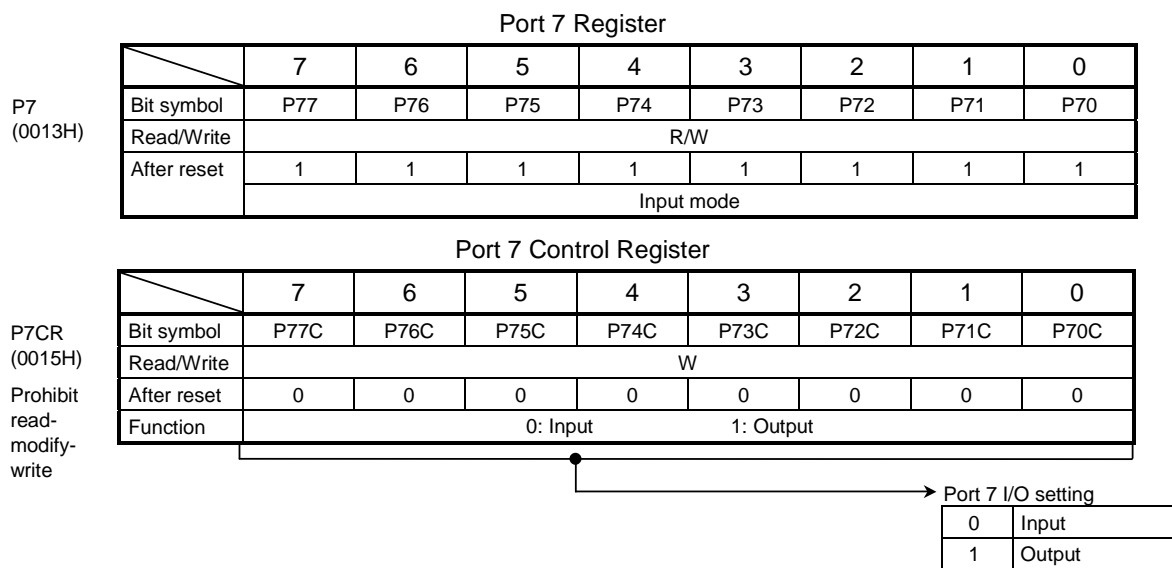 Port 7 Register
7 6 5 4 3 2 1 0
P7
(0013H)
Bit symbol P77 P76 P75 P74 P73 P72 P71 P70
Read/Write R/W
After reset 1 1 1 1 1 1 1 1
Input mode
Port 7 Control Register
7 6 5 4 3 2 1 0
P7CR
(0015H)
Prohibit
read-
modify-
write
Bit symbol P77C P76C P75C P74C P73C P72C P71C P70C
Read/Write W
After reset 0 0 0 0 0 0 0 0
Function 0: Input 1: Output
Port 7 I/O setting
0 Input
1 Output